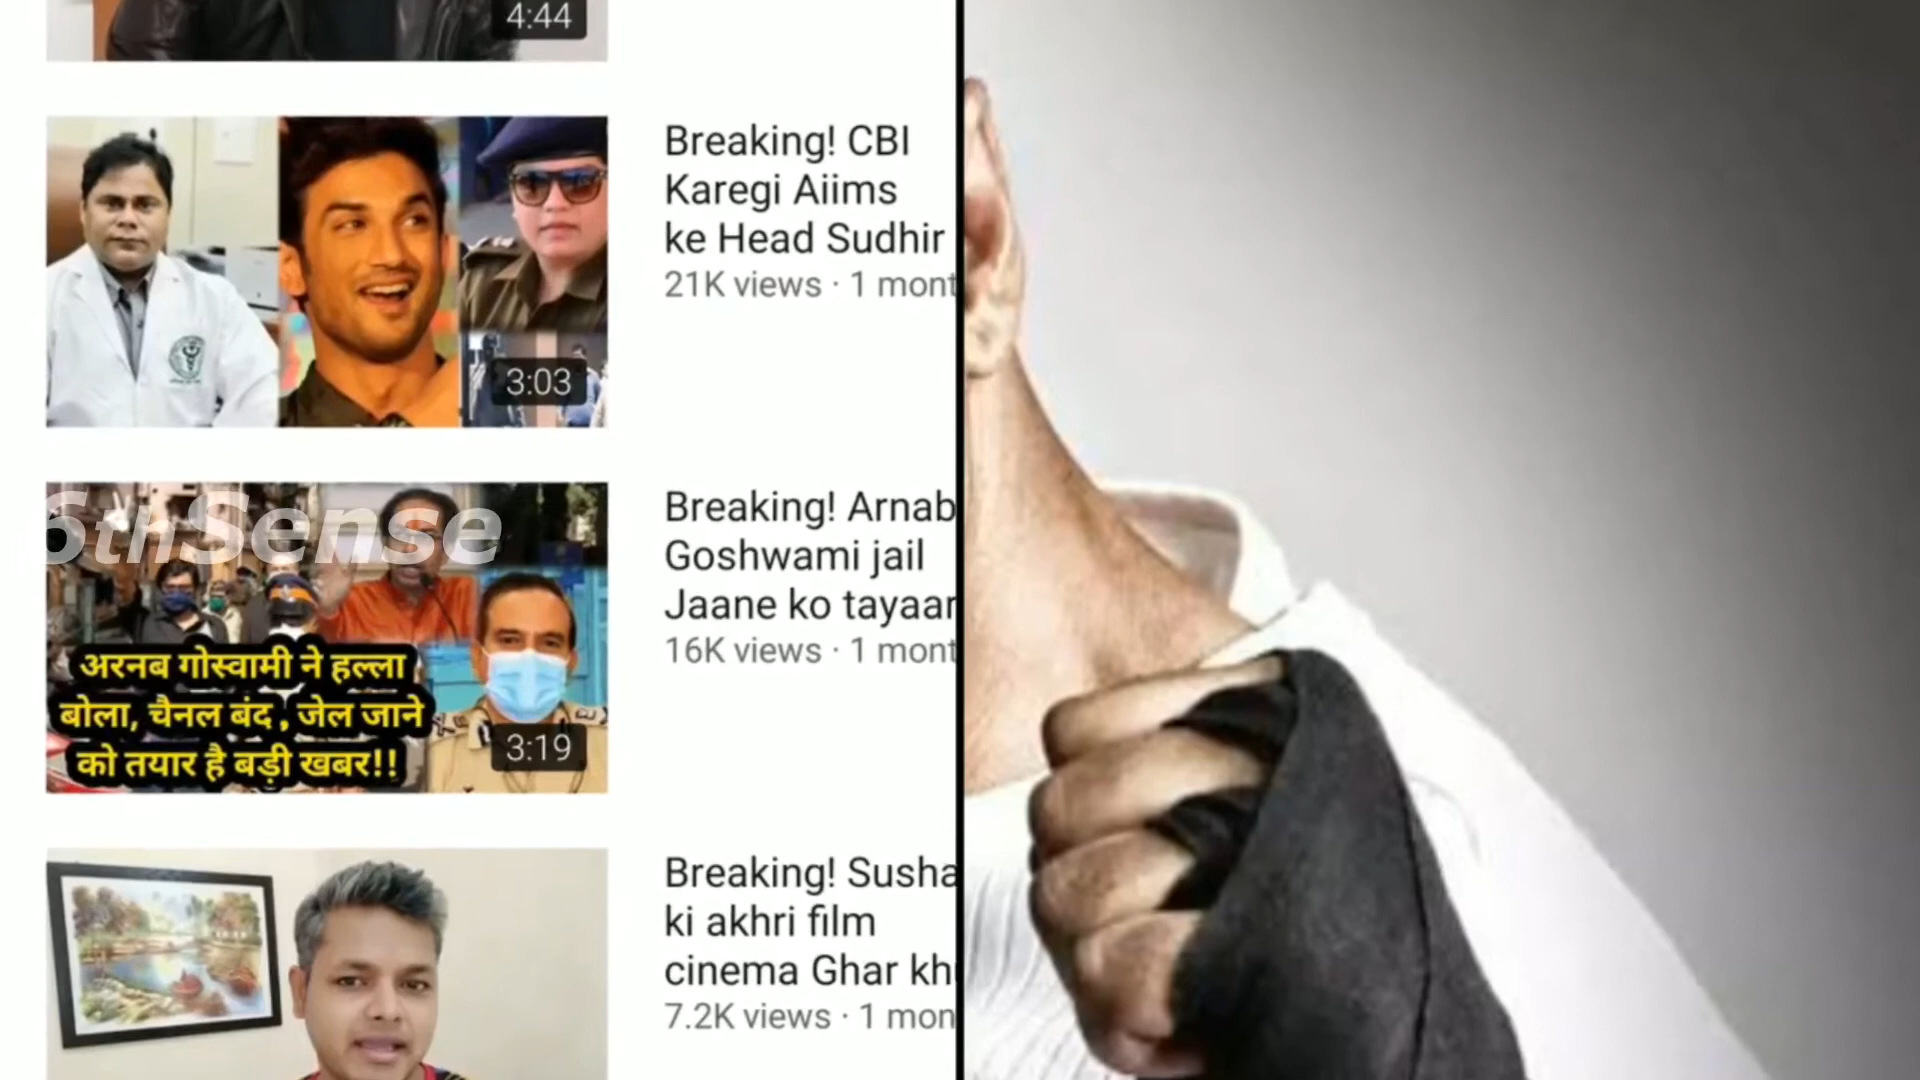 4:44
Breaking! CBI
Karegi Aiims
ke Head Sudhir
21K views · 1 mont
3:03
6thSense
Breaking! Arnab
Goshwami jail
Jaane ko tayaar
16K views · 1 mont
अरनब गोस्वामी ने हल्ला
बोला, चैनल बंद , जेल जाने
को तयार है बड़ी खबर!!
3:19
Breaking! Susha
ki akhri film
cinema Ghar kh
7.2K views · 1 mon